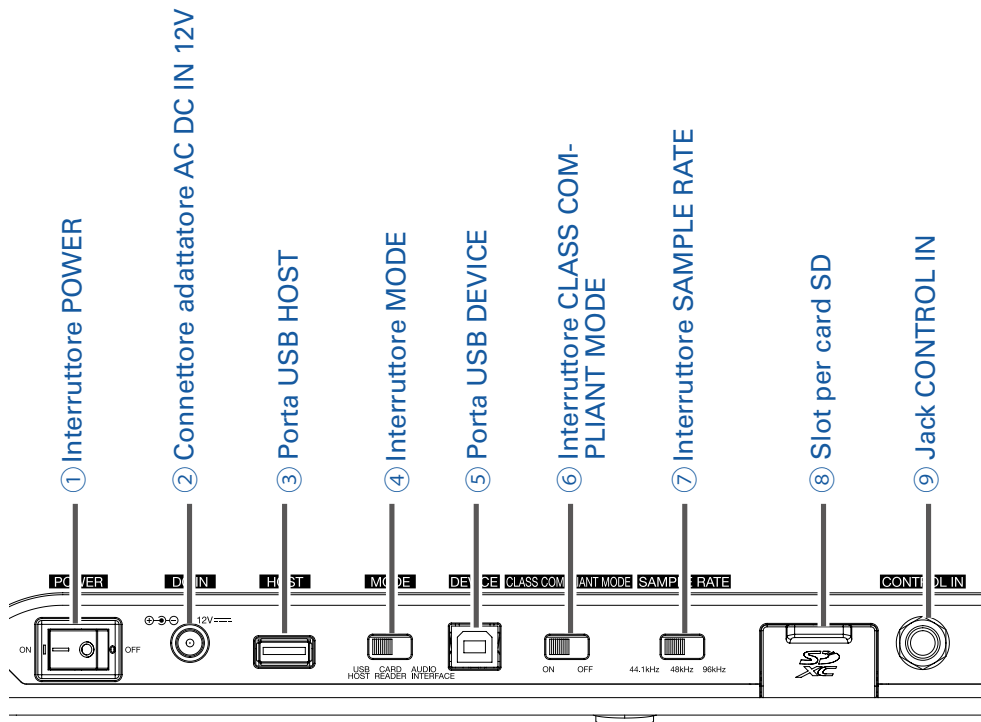 ① Interruttore POWER
② Connettore adattatore AC DC IN 12V
③ Porta USB HOST
④ Interruttore MODE
⑤ Porta USB DEVICE
⑥ Interruttore CLASS COM-
PLIANT MODE
⑦ Interruttore SAMPLE RATE
⑧ Slot per card SD
⑨ Jack CONTROL IN
POWER
DC IN
HOST
MODE
DEVICE
CLASS COMPLIANT MODE
SAMPLE RATE
CONTROL IN
12V
ON
OFF
USB HOST
CARD READER
AUDIO INTERFACE
ON
OFF
44.1kHz
48kHz
96kHz
SD
XC